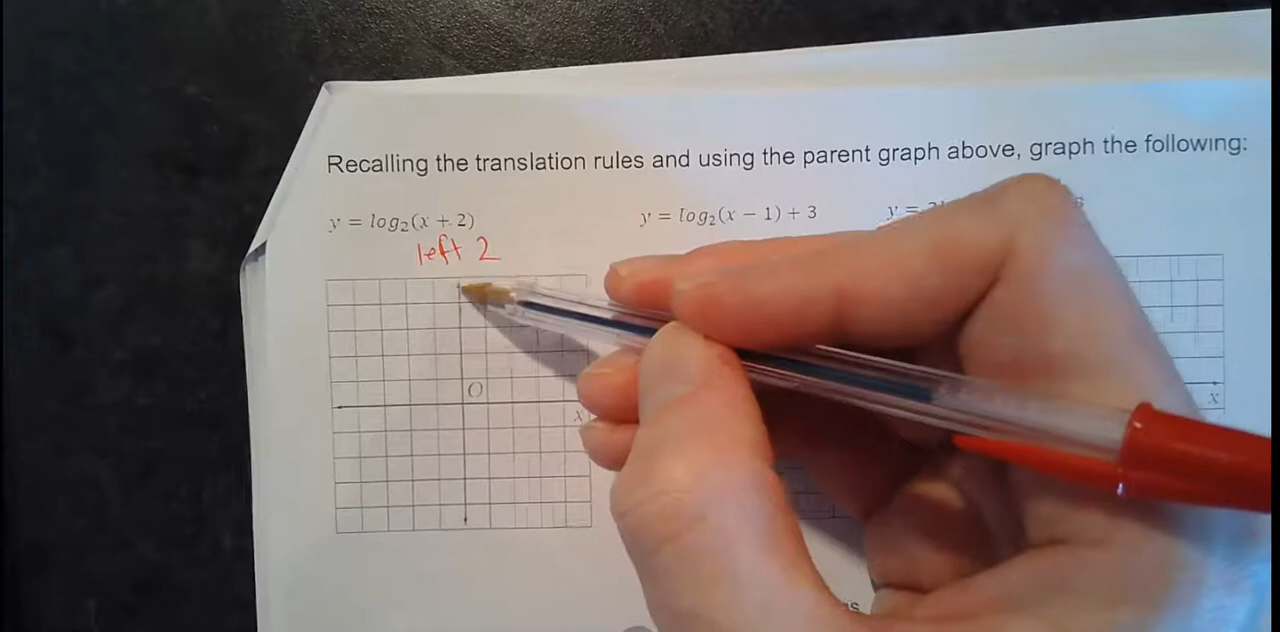 Recalling the translation rules and using the parent graph above, graph the following:
y = log₂(x + 2)
y = log₂(x − 1) + 3
y =
left 2
O
x
x